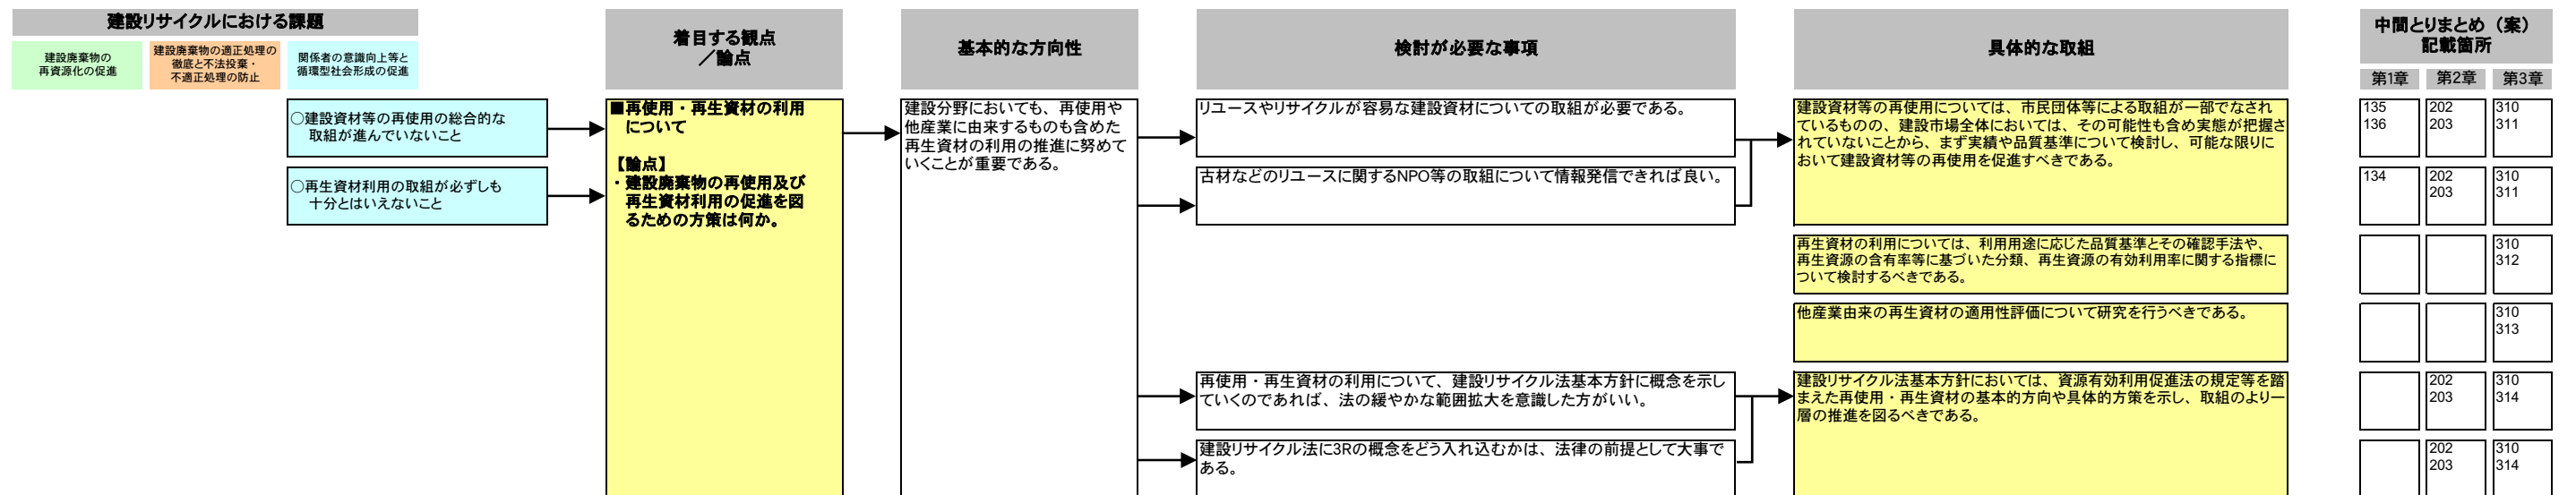 建設リサイクルにおける課題
建設廃棄物の
再資源化の促進
建設廃棄物の適正処理の
徹底と不法投棄・
不適正処理の防止
関係者の意識向上等と
循環型社会形成の促進
着目する観点
／論点
基本的な方向性
検討が必要な事項
具体的な取組
中間とりまとめ（案）
記載箇所
第1章
第2章
第3章
○建設資材等の再使用の総合的な
取組が進んでいないこと
○再生資材利用の取組が必ずしも
十分とはいえないこと
■再使用・再生資材の利用
について
【論点】
・建設廃棄物の再使用及び
再生資材利用の促進を図
るための方策は何か。
建設分野においても、再使用や
他産業に由来するものも含めた
再生資材の利用の推進に努めて
いくことが重要である。
リユースやリサイクルが容易な建設資材についての取組が必要である。
古材などのリユースに関するNPO等の取組について情報発信できれば良い。
再使用・再生資材の利用について、建設リサイクル法基本方針に概念を示し
ていくのであれば、法の緩やかな範囲拡大を意識した方がいい。
建設リサイクル法に3Rの概念をどう入れ込むかは、法律の前提として大事で
ある。
建設資材等の再使用については、市民団体等による取組が一部でなされ
ているものの、建設市場全体においては、その可能性も含め実態が把握さ
れていないことから、まず実績や品質基準について検討し、可能な限りに
おいて建設資材等の再使用を促進すべきである。
再生資材の利用については、利用用途に応じた品質基準とその確認手法や、
再生資源の含有率等に基づいた分類、再生資源の有効利用率に関する指標に
ついて検討するべきである。
他産業由来の再生資材の適用性評価について研究を行うべきである。
建設リサイクル法基本方針においては、資源有効利用促進法の規定等を踏
まえた再使用・再生資材の基本的方向や具体的方策を示し、取組のより一
層の推進を図るべきである。
135
136
202
203
310
311
134
202
203
310
311
310
312
310
313
202
203
310
314
202
203
310
314